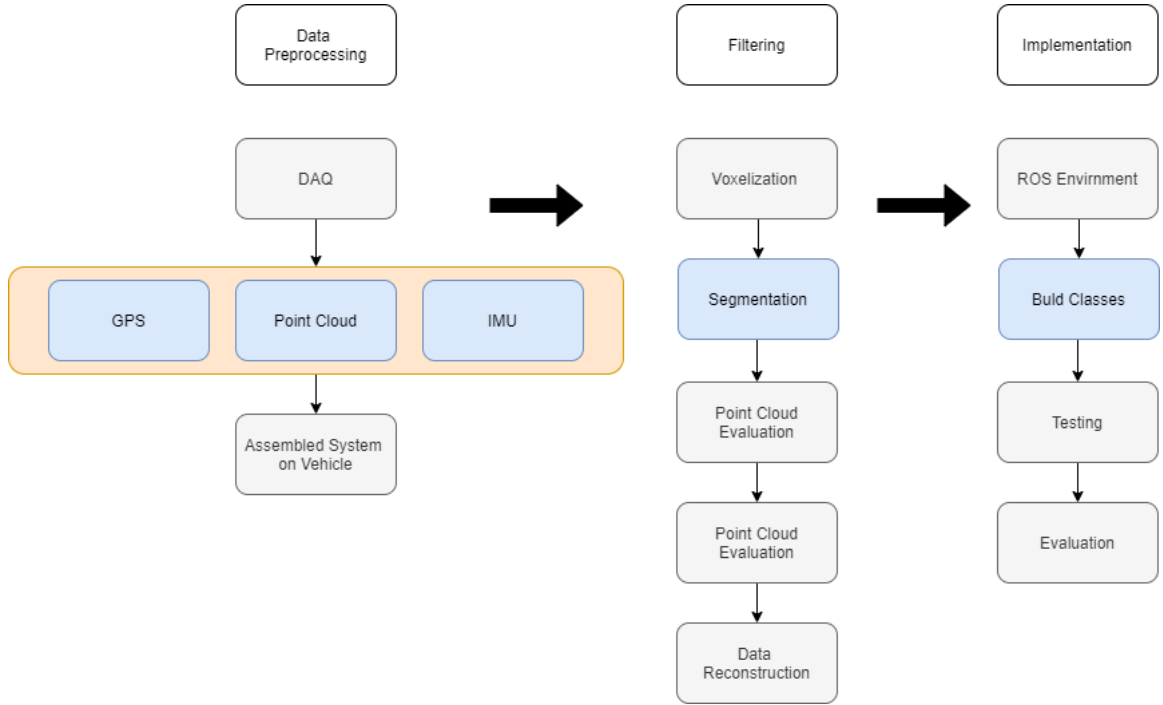 Data
Preprocessing
Filtering
Implementation
DAQ
Voxelization
ROS Envirnment
GPS
Point Cloud
IMU
Segmentation
Buld Classes
Assembled System
on Vehicle
Point Cloud
Evaluation
Testing
Point Cloud
Evaluation
Evaluation
Data
Reconstruction